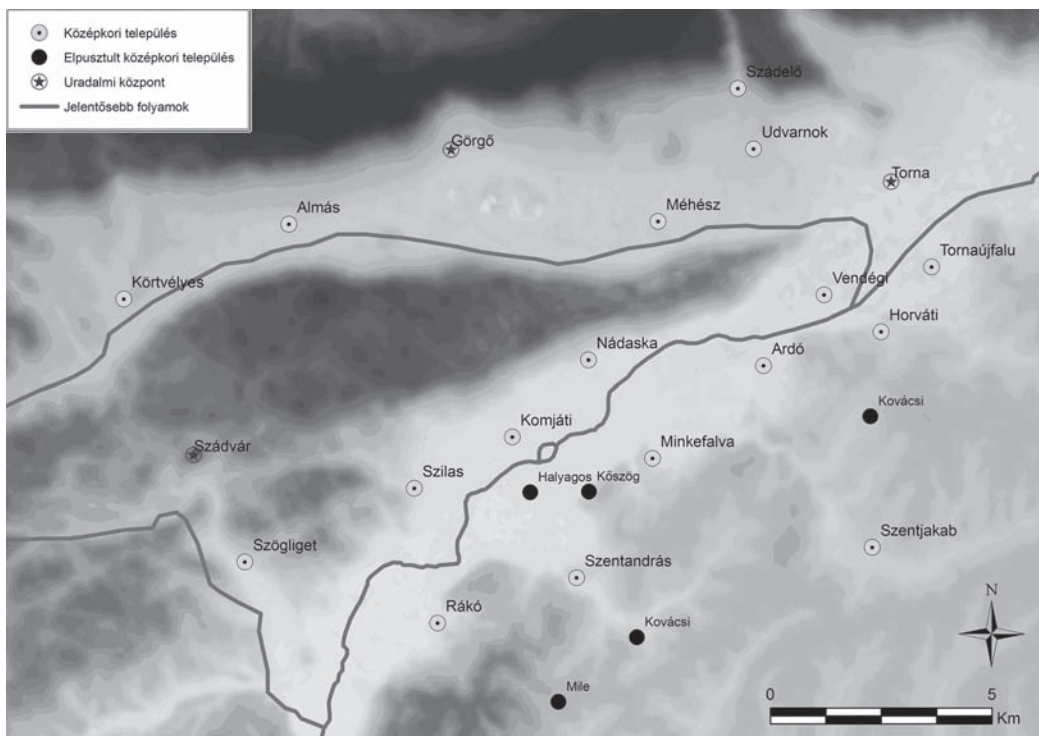 Középkori település
Elpusztult középkori település
Uradalmi központ
Jelentősebb folyamok
Szádelő
Görgő
Udvarnok
Torna
Almás
Méhész
Tornaújfalu
Körtvélyes
Vendégi
Horváti
Nádaska
Ardó
Kovácsi
Komjáti
Szádvár
Minkefalva
Szilas
Halyagos
Kőszög
Szentjakab
Szögliget
Szentandrás
Rákó
Kovácsi
Mile
N
0 5
Km